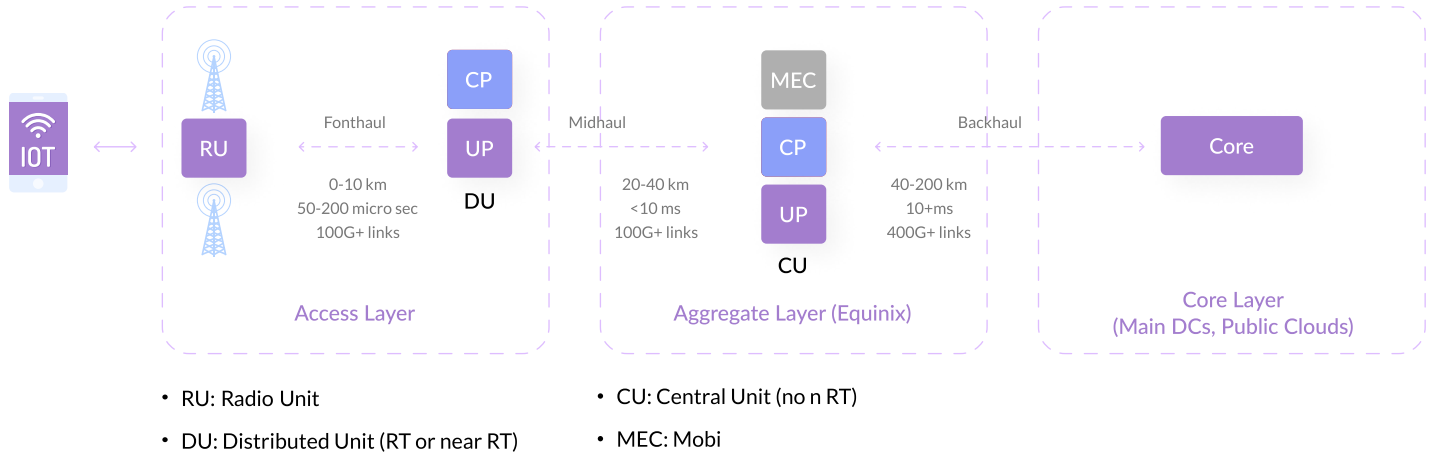 IOT
RU
Fonthaul
0-10 km
50-200 micro sec
100G+ links
CP
UP
DU
Access Layer
Midhaul
20-40 km
<10 ms
100G+ links
MEC
CP
UP
CU
Aggregate Layer (Equinix)
Backhaul
40-200 km
10+ms
400G+ links
Core
Core Layer
(Main DCs, Public Clouds)
• RU: Radio Unit
• DU: Distributed Unit (RT or near RT)
• CU: Central Unit (no n RT)
• MEC: Mobi